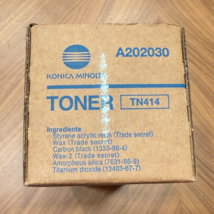 A202030
KONICA MINOLTA
TONER TN414
Ingredients
Styrene acrylic resin (Trade secret)
Wax (Trade secret)
Carbon black (1333-86-4)
Wax-2 (Trade secret)
Amorphous silica (7631-86-9)
Titanium dioxide (13463-67-7)